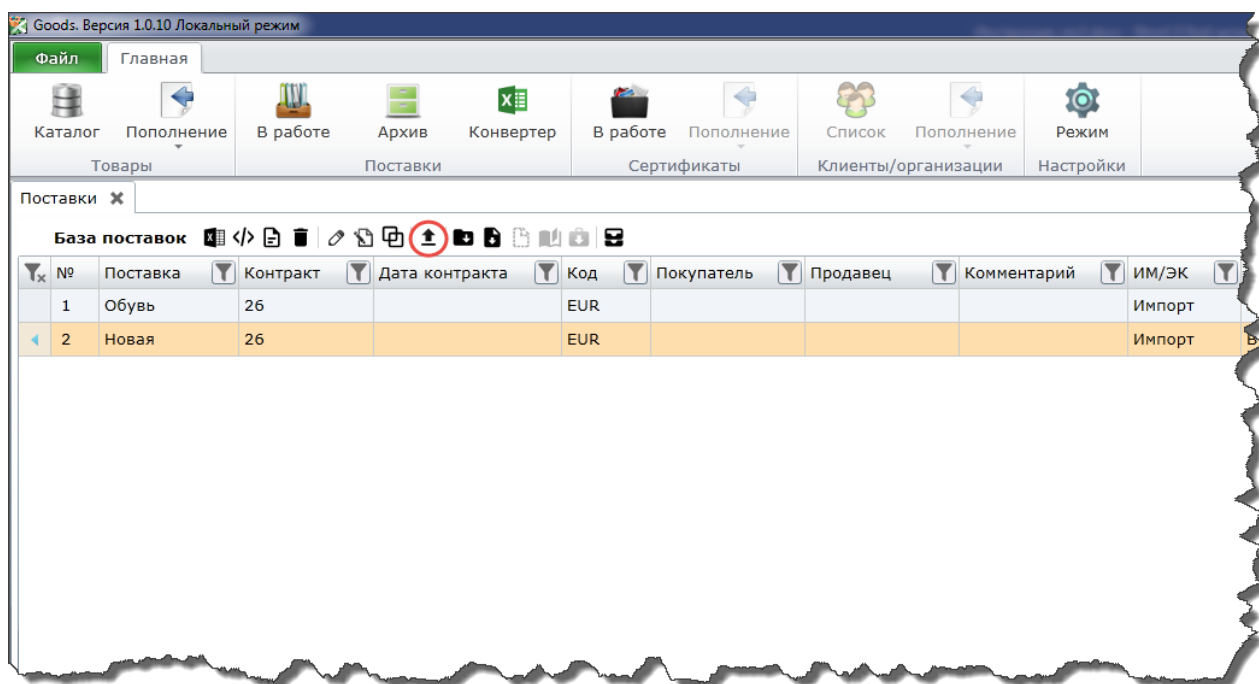 Goods. Версия 1.0.10 Локальный режим
Файл Главная
Каталог Пополнение В работе Архив Конвертер В работе Пополнение Список Пополнение Режим
Товары Поставки Сертификаты Клиенты/организации Настройки
Поставки
База поставок
№ Поставка Контракт Дата контракта Код Покупатель Продавец Комментарий ИМ/ЭК
1 Обувь 26 EUR Импорт
2 Новая 26 EUR Импорт В